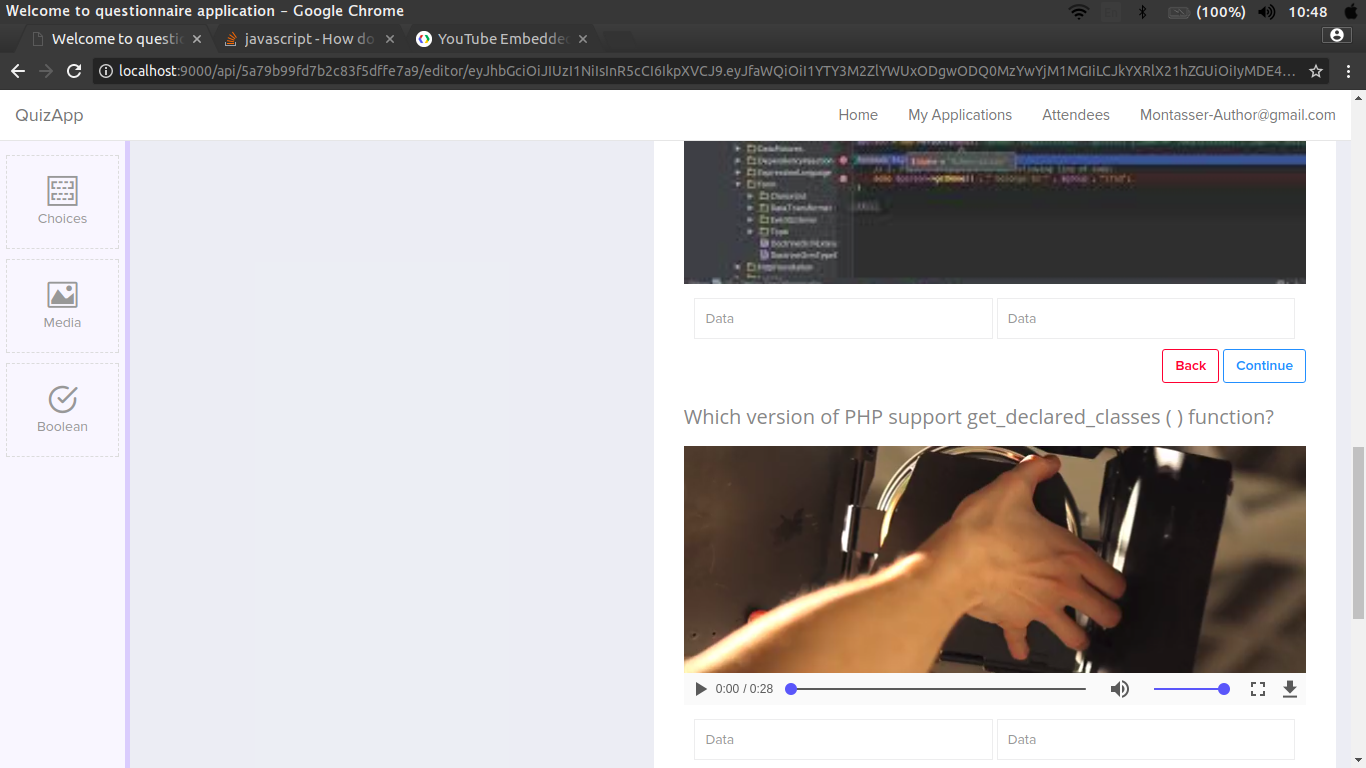 Welcome to questionnaire application - Google Chrome
(100%)
10:48
Welcome to questi
javascript - How do
YouTube Embedded
localhost:9000/api/5a79b99fd7b2c83f5dffe7a9/editor/eyJhbGciOiJIUzI1NiIsInR5cCI6IkpXVCJ9.eyJfaWQiOiI1YTY3M2ZlYWUxODgwODQ0MzYwYjM1MGIiLCJkYXRlX21hZGUiOiIyMDE4...
QuizApp
Home
My Applications
Attendees
Montasser-Author@gmail.com
Choices
Media
Boolean
Form
Data
Data
Back
Continue
Which version of PHP support get_declared_classes ( ) function?
0:00 / 0:28
Data
Data